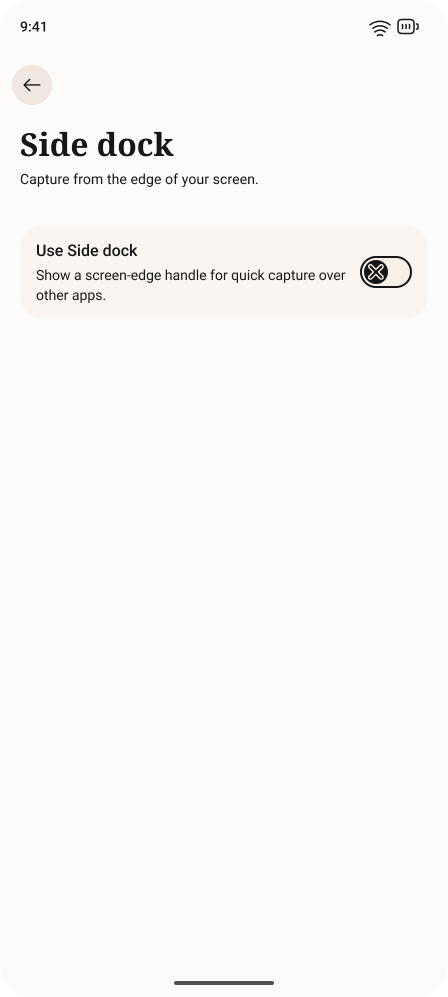 9:41
Side dock
Capture from the edge of your screen.
Use Side dock
Show a screen-edge handle for quick capture over
other apps.